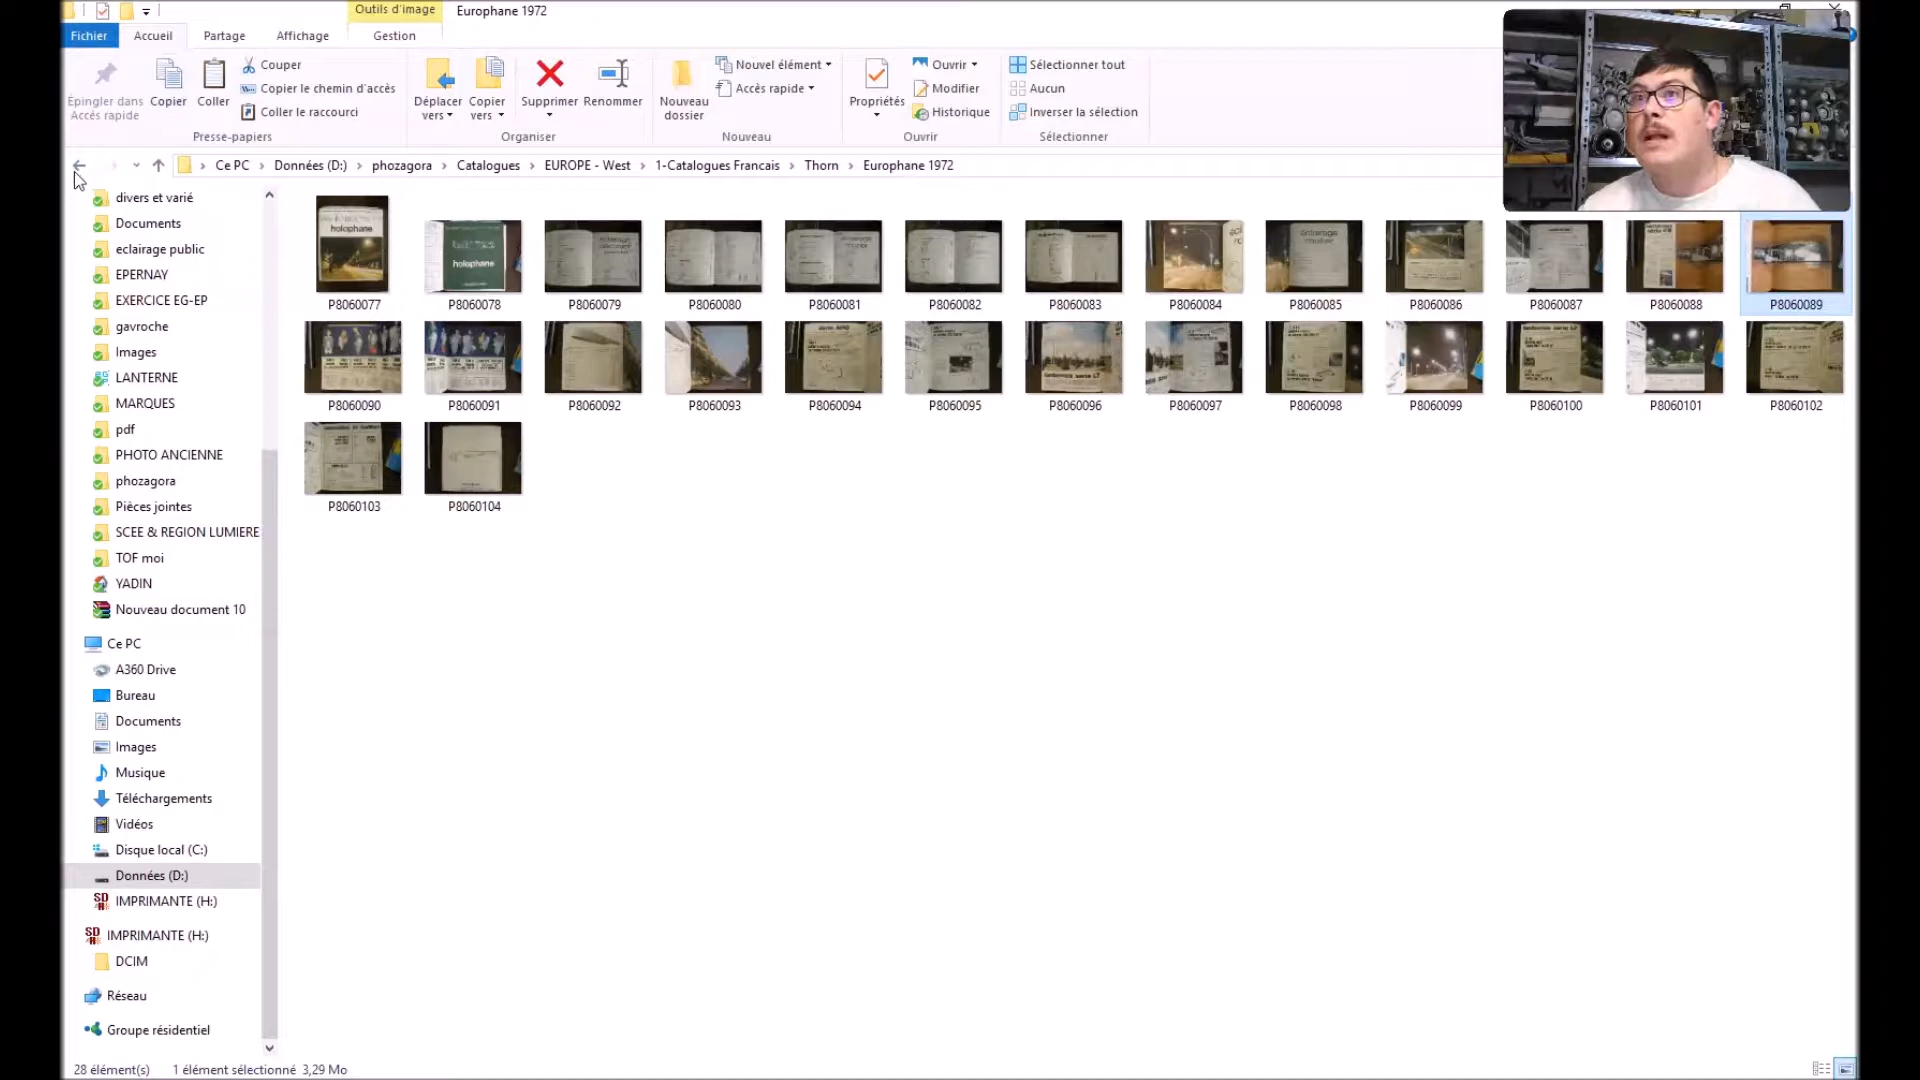 Outils d'image Europhane 1972
Fichier Accueil Partage Affichage Gestion
Épingler dans Accès rapide
Copier
Coller
Couper
Copier le chemin d'accès
Coller le raccourci
Presse-papiers
Déplacer vers
Copier vers
Supprimer
Renommer
Organiser
Nouveau dossier
Nouvel élément
Accès rapide
Nouveau
Propriétés
Ouvrir
Modifier
Historique
Ouvrir
Sélectionner tout
Aucun
Inverser la sélection
Sélectionner
Ce PC › Données (D:) › phozagora › Catalogues › EUROPE - West › 1-Catalogues Francais › Thorn › Europhane 1972
divers et varié
Documents
eclairage public
EPERNAY
EXERCICE EG-EP
gavroche
Images
LANTERNE
MARQUES
pdf
PHOTO ANCIENNE
phozagora
Pièces jointes
SCEE & REGION LUMIERE
TOF moi
YADIN
Nouveau document 10
Ce PC
A360 Drive
Bureau
Documents
Images
Musique
Téléchargements
Vidéos
Disque local (C:)
Données (D:)
IMPRIMANTE (H:)
IMPRIMANTE (H:)
DCIM
Réseau
Groupe résidentiel
holophane
holophane
P8060077 P8060078 P8060079 P8060080 P8060081 P8060082 P8060083 P8060084 P8060085 P8060086 P8060087 P8060088 P8060089
P8060090 P8060091 P8060092 P8060093 P8060094 P8060095 P8060096 P8060097 P8060098 P8060099 P8060100 P8060101 P8060102
P8060103 P8060104
28 élément(s) 1 élément sélectionné 3,29 Mo